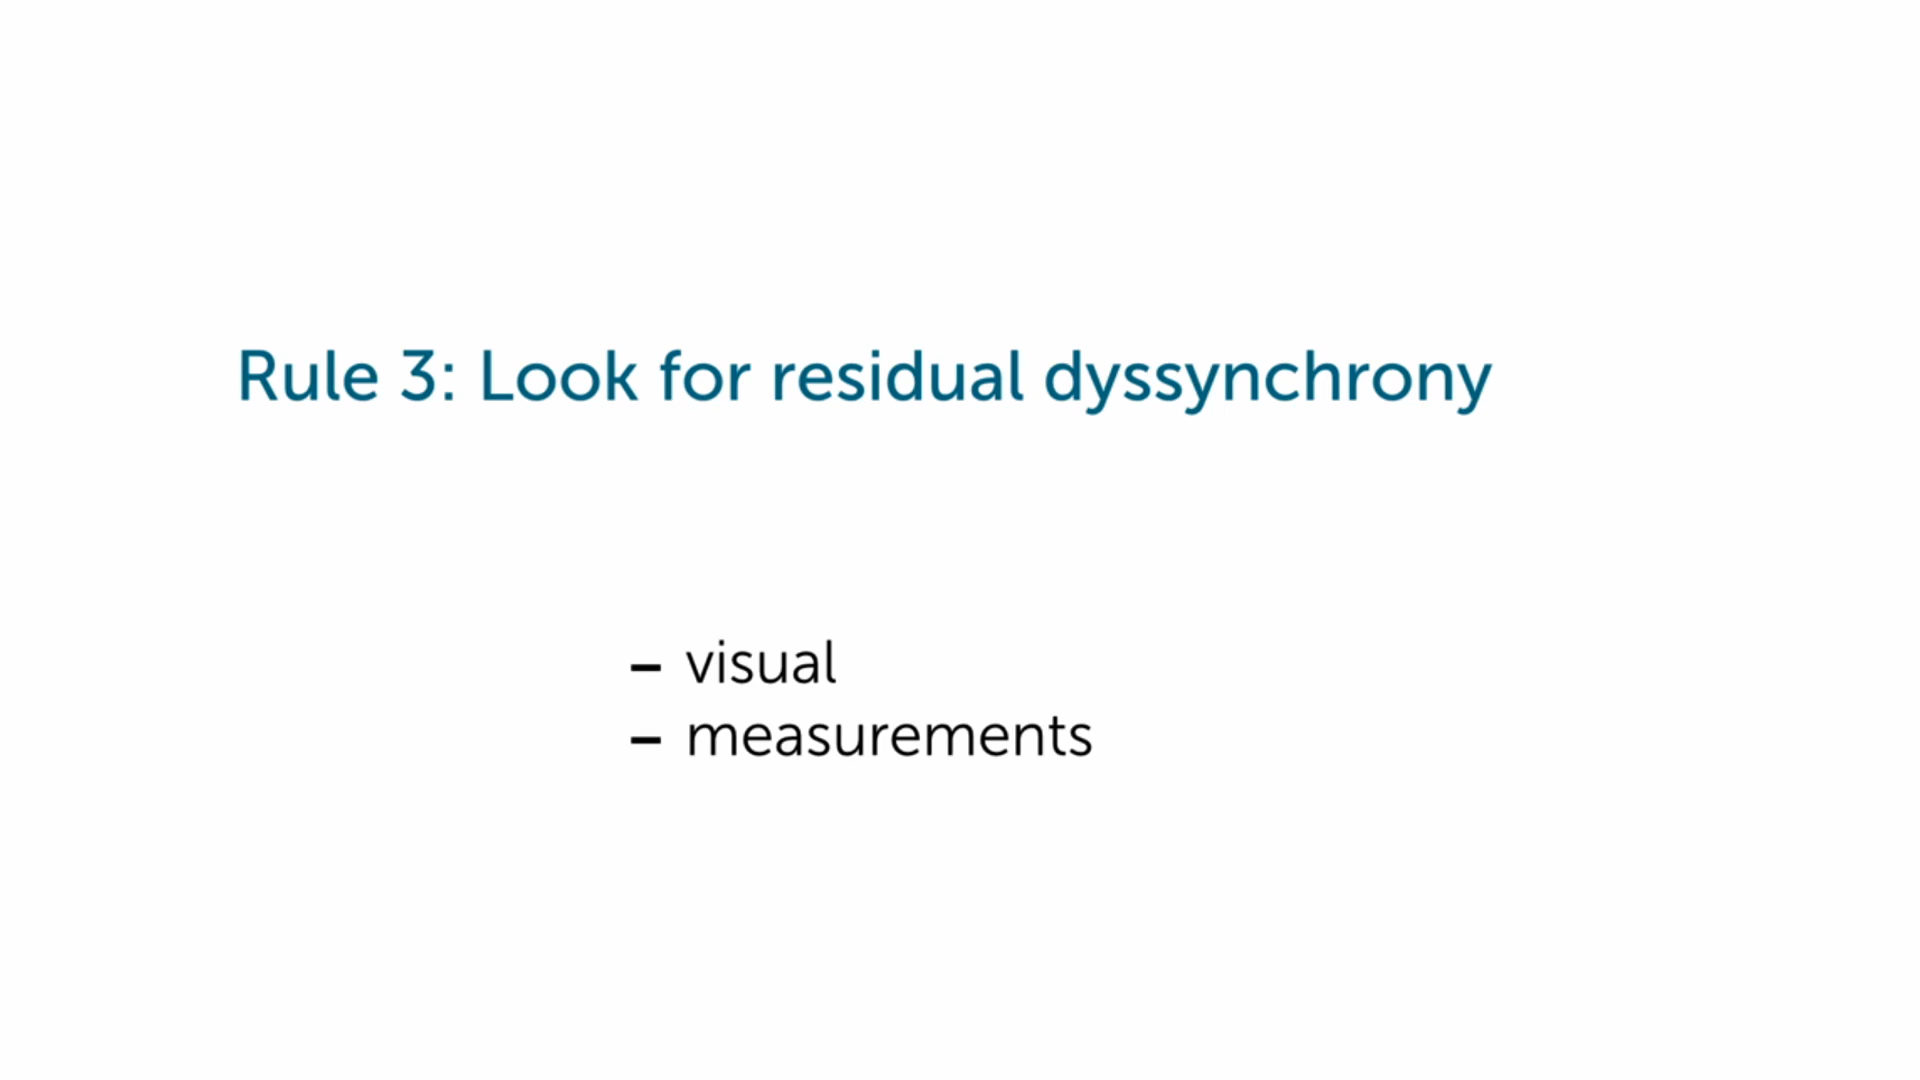 Rule 3: Look for residual dyssynchrony
– visual
– measurements